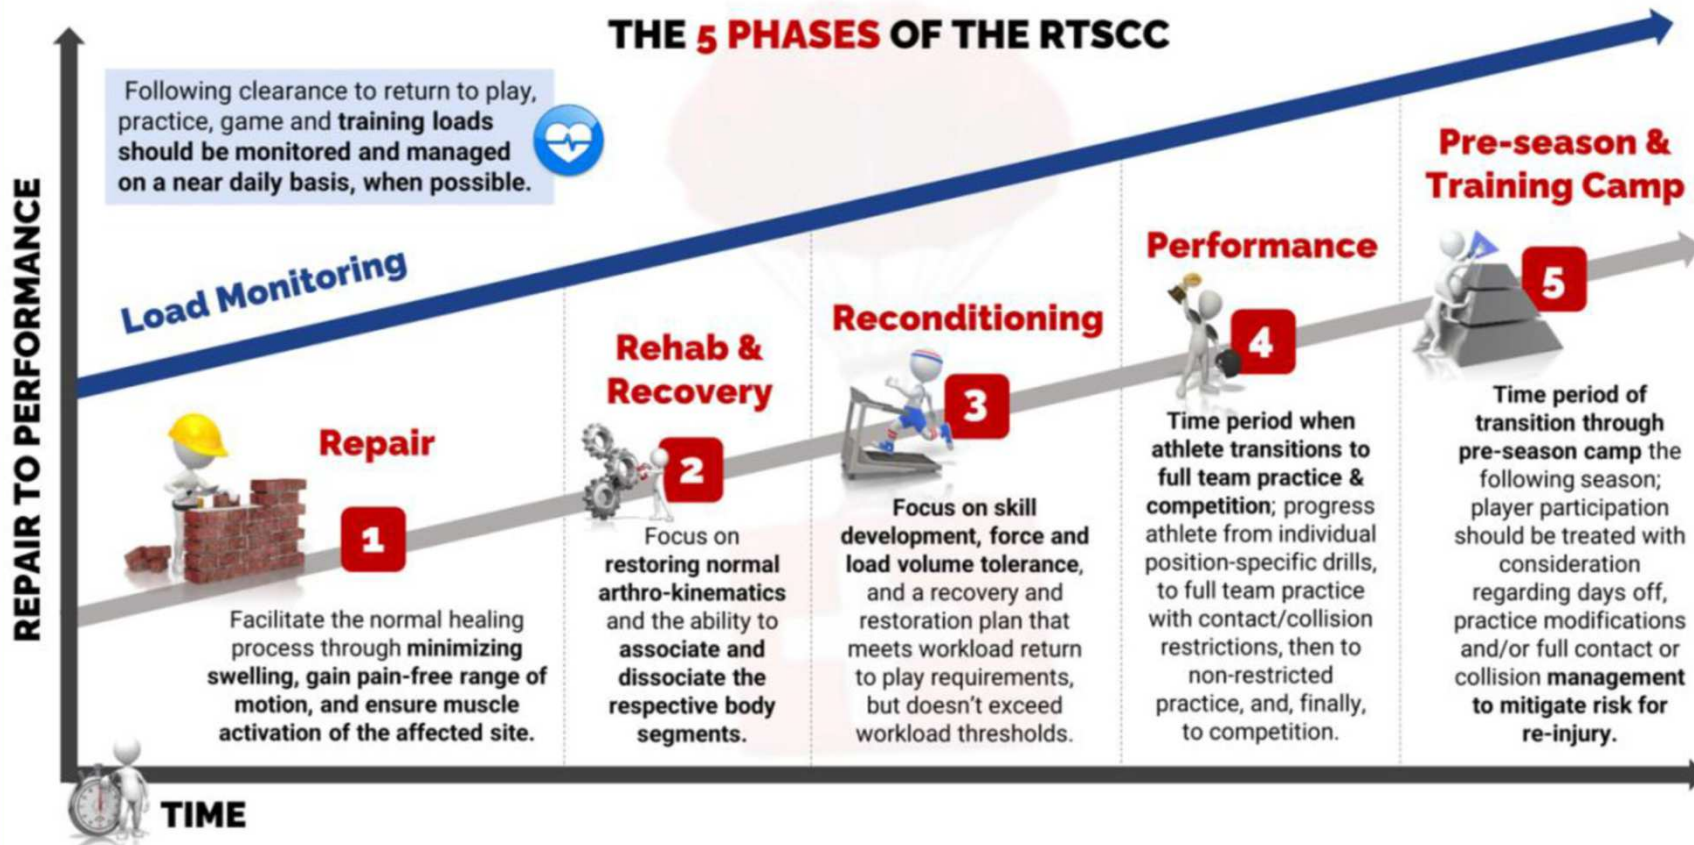 THE 5 PHASES OF THE RTSCC
Following clearance to return to play,
practice, game and training loads
should be monitored and managed
on a near daily basis, when possible.
REPAIR TO PERFORMANCE
Load Monitoring
Repair
1
Facilitate the normal healing
process through minimizing
swelling, gain pain-free range of
motion, and ensure muscle
activation of the affected site.
Rehab &
Recovery
2
Focus on
restoring normal
arthro-kinematics
and the ability to
associate and
dissociate the
respective body
segments.
Reconditioning
3
Focus on skill
development, force and
load volume tolerance,
and a recovery and
restoration plan that
meets workload return
to play requirements,
but doesn't exceed
workload thresholds.
Performance
4
Time period when
athlete transitions to
full team practice &
competition; progress
athlete from individual
position-specific drills,
to full team practice
with contact/collision
restrictions, then to
non-restricted
practice, and, finally,
to competition.
Pre-season &
Training Camp
5
Time period of
transition through
pre-season camp the
following season;
player participation
should be treated with
consideration
regarding days off,
practice modifications
and/or full contact or
collision management
to mitigate risk for
re-injury.
TIME